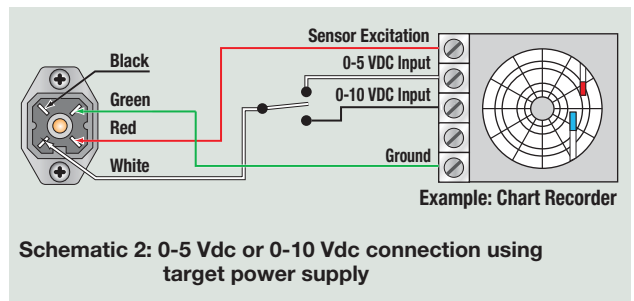 Sensor Excitation
Black
0-5 VDC Input
Green
0-10 VDC Input
Red
White
Ground
Example: Chart Recorder
Schematic 2: 0-5 Vdc or 0-10 Vdc connection using
target power supply